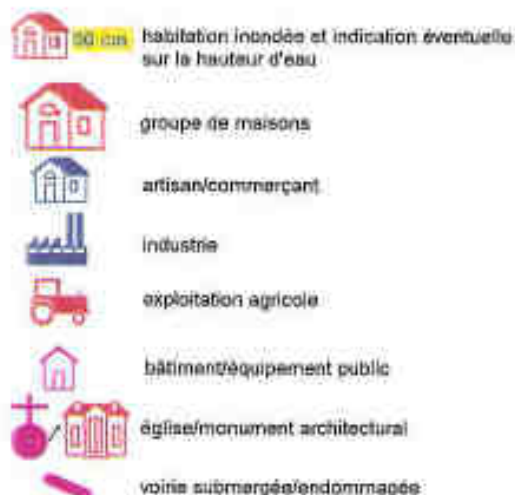 50 cm habitation inondée et indication éventuelle
sur la hauteur d'eau
groupe de maisons
artisan/commerçant
industrie
exploitation agricole
bâtiment/équipement public
église/monument architectural
voirie submergée/endommagée